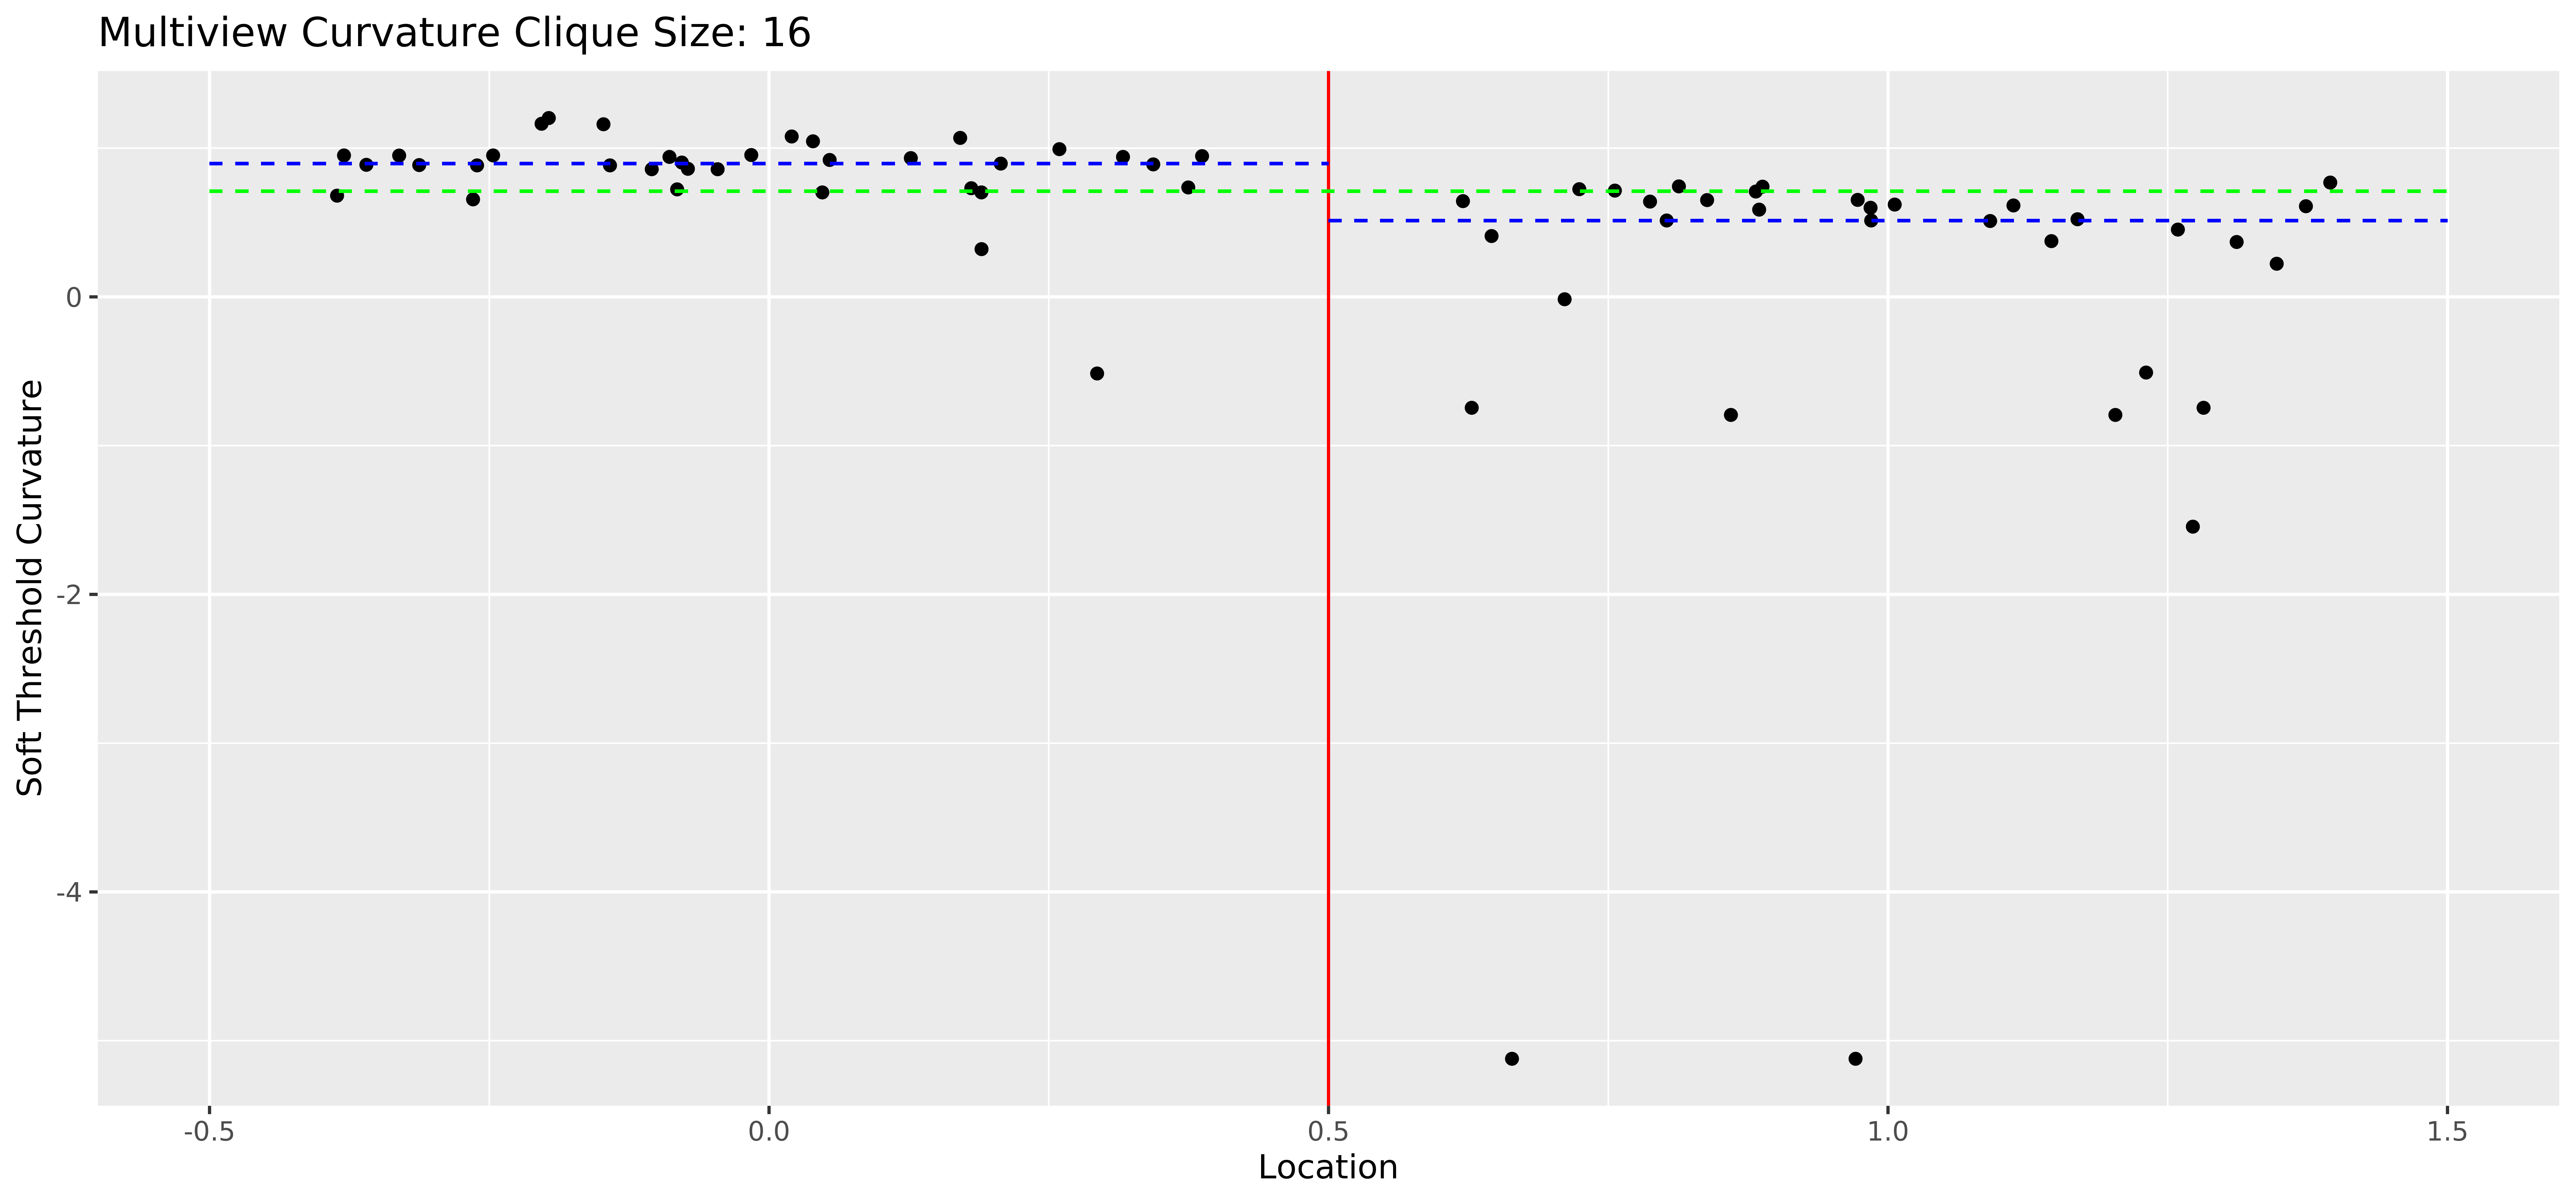 Multiview Curvature Clique Size: 16
Soft Threshold Curvature
0
-2
-4
-0.5 0.0 0.5 1.0 1.5
Location